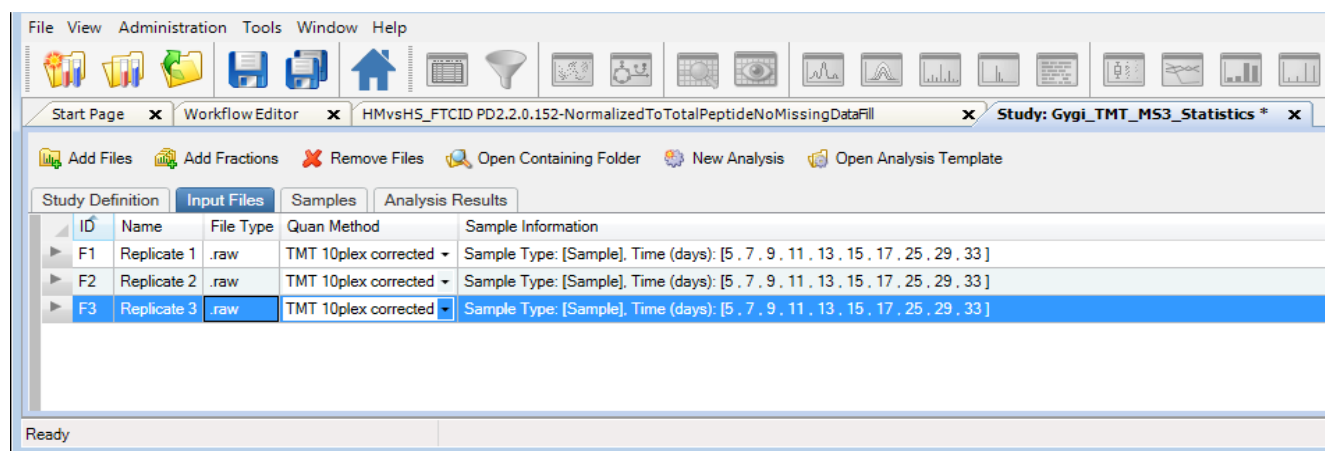 File View Administration Tools Window Help
Start Page x Workflow Editor x HMvsHS_FTCID PD2.2.0.152-NormalizedToTotalPeptideNoMissingDataFill x Study: Gygi_TMT_MS3_Statistics * x
Add Files Add Fractions Remove Files Open Containing Folder New Analysis Open Analysis Template
Study Definition Input Files Samples Analysis Results
ID Name File Type Quan Method Sample Information
F1 Replicate 1 .raw TMT 10plex corrected Sample Type: [Sample], Time (days): [5 , 7 , 9 , 11 , 13 , 15 , 17 , 25 , 29 , 33 ]
F2 Replicate 2 .raw TMT 10plex corrected Sample Type: [Sample], Time (days): [5 , 7 , 9 , 11 , 13 , 15 , 17 , 25 , 29 , 33 ]
F3 Replicate 3 .raw TMT 10plex corrected Sample Type: [Sample], Time (days): [5 , 7 , 9 , 11 , 13 , 15 , 17 , 25 , 29 , 33 ]
Ready